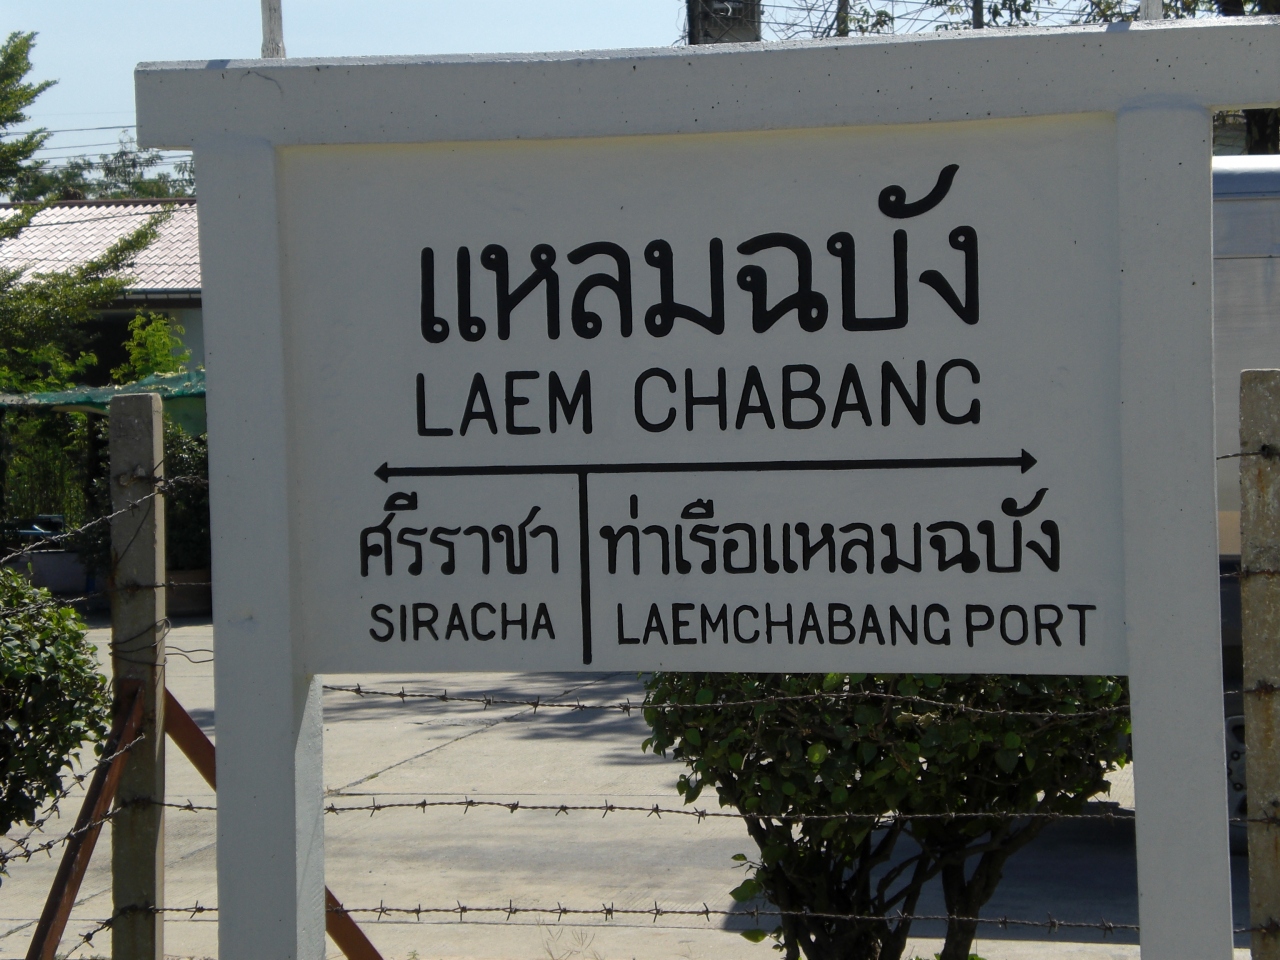 แหลมฉบัง
LAEM CHABANG
ศรีราชา
SIRACHA
ท่าเรือแหลมฉบัง
LAEMCHABANG PORT